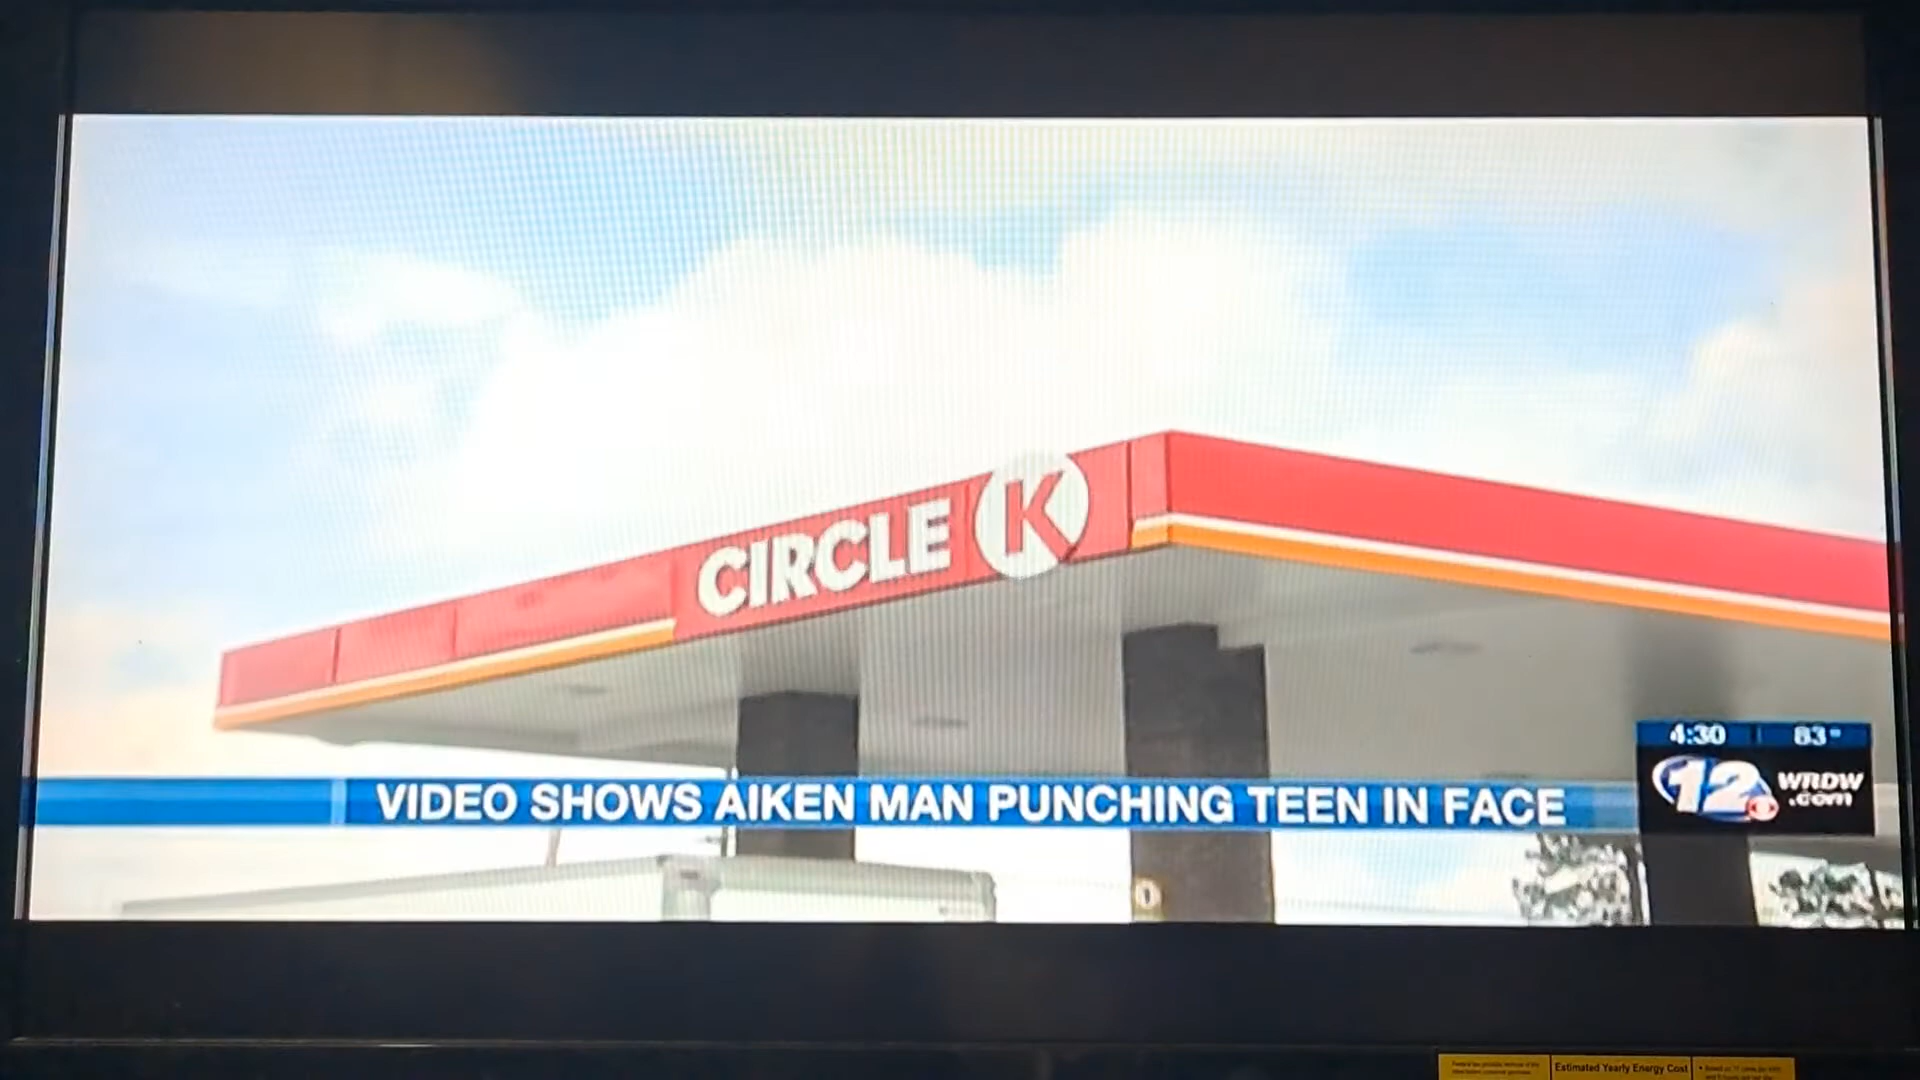 CIRCLE K
4:30 83°
12 WRDW
.com
VIDEO SHOWS AIKEN MAN PUNCHING TEEN IN FACE
0
Estimated Yearly Energy Cost